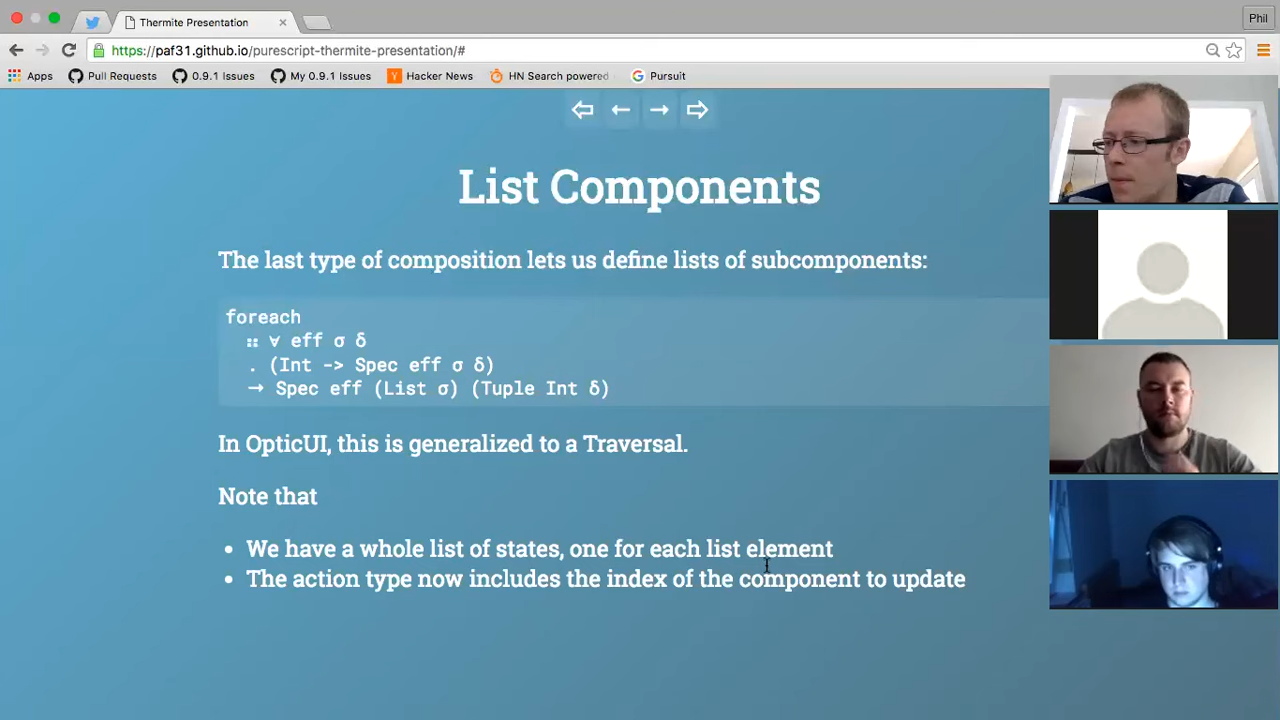 Thermite Presentation
Phil
https://paf31.github.io/purescript-thermite-presentation/#
Apps Pull Requests 0.9.1 Issues My 0.9.1 Issues Hacker News HN Search powered Pursuit
⇦ ← → ⇨
List Components
The last type of composition lets us define lists of subcomponents:
foreach
∷ ∀ eff σ δ
. (Int -> Spec eff σ δ)
→ Spec eff (List σ) (Tuple Int δ)
In OpticUI, this is generalized to a Traversal.
Note that
• We have a whole list of states, one for each list element
• The action type now includes the index of the component to update